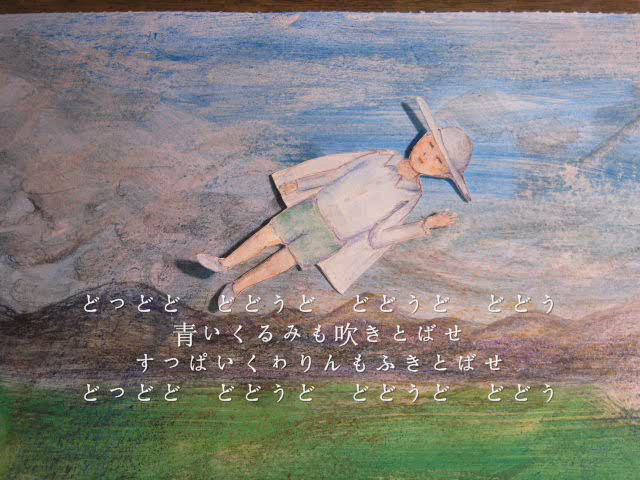 どっどど　どどうど　どどうど　どどう
青いくるみも吹きとばせ
すっぱいくゎりんもふきとばせ
どっどど　どどうど　どどうど　どどう